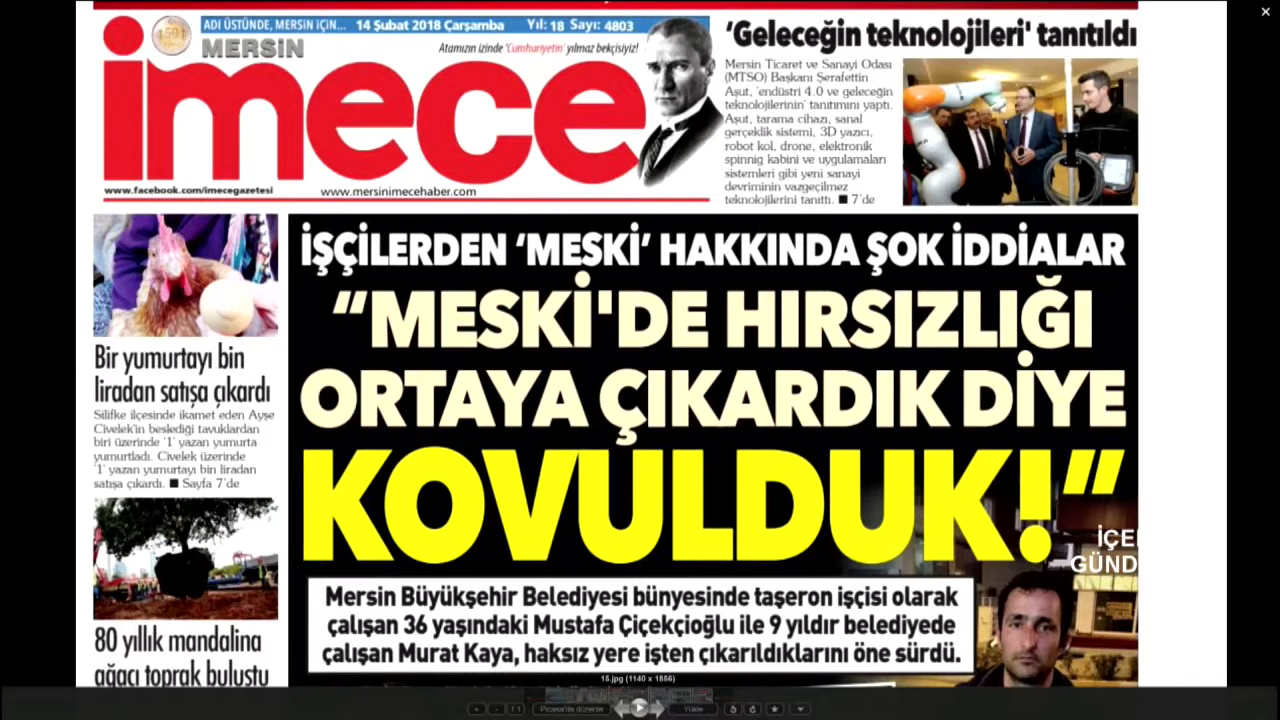 ADI ÜSTÜNDE, MERSİN İÇİN... 14 Şubat 2018 Çarşamba Yıl: 18 Sayı: 4803
MERSİN
Atamızın izinde 'Cumhuriyetin' yılmaz bekçisiyiz!
imece
www.facebook.com/imecegazetesi
www.mersinimecehaber.com
'Geleceğin teknolojileri' tanıtıldı
Mersin Ticaret ve Sanayi Odası
(MTSO) Başkanı Şerafettin
Aşut, 'endüstri 4.0 ve geleceğin
teknolojilerinin' tanıtımını yaptı.
Aşut, tarama cihazı, sanal
gerçeklik sistemi, 3D yazıcı,
robot kol, drone, elektronik
spinnig kabini ve uygulamaları
sistemleri gibi yeni sanayi
devriminin vazgeçilmez
teknolojilerini tanıttı. ■ 7'de
Bir yumurtayı bin
liradan satışa çıkardı
Silifke ilçesinde ikamet eden Ayşe
Civelek'in beslediği tavuklardan
biri üzerinde '1' yazan yumurta
yumurtladı. Civelek üzerinde
'1' yazan yumurtayı bin liradan
satışa çıkardı. ■ Sayfa 7'de
80 yıllık mandalina
ağacı toprak buluştu
İŞÇİLERDEN 'MESKİ' HAKKINDA ŞOK İDDİALAR
“MESKİ'DE HIRSIZLIĞI
ORTAYA ÇIKARDIK DİYE
KOVULDUK!”
İÇEL
GÜND
Mersin Büyükşehir Belediyesi bünyesinde taşeron işçisi olarak
çalışan 36 yaşındaki Mustafa Çiçekçioğlu ile 9 yıldır belediyede
çalışan Murat Kaya, haksız yere işten çıkarıldıklarını öne sürdü.
15.jpg (1140 x 1856)
1:1 Picasa'da düzenle Yükle